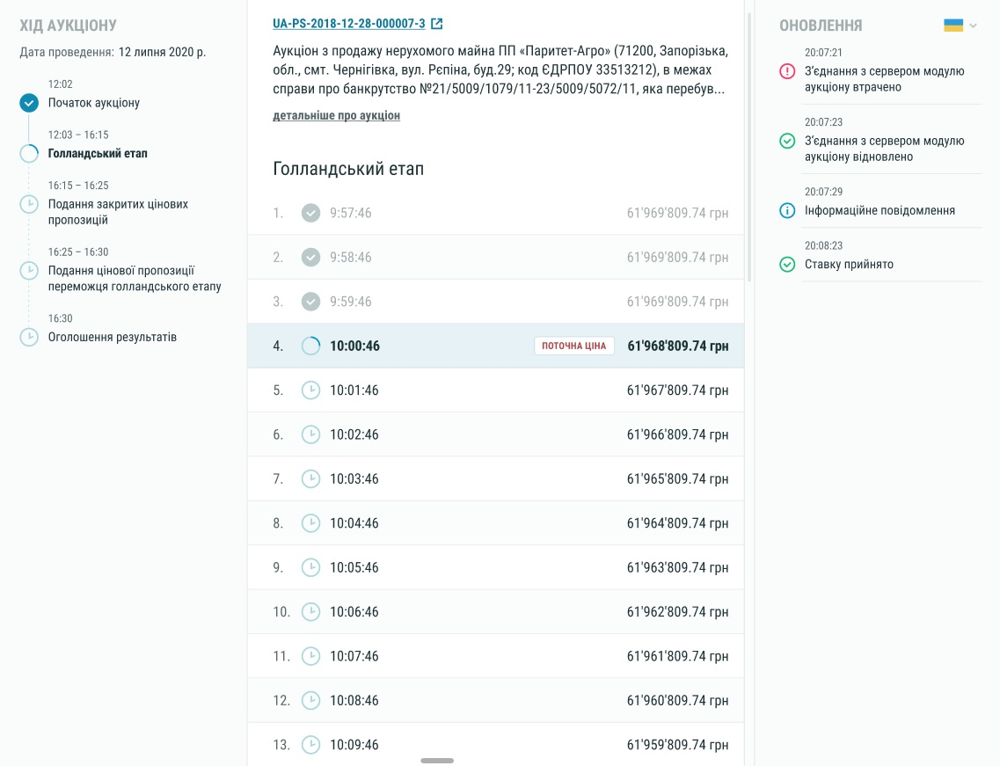 ХІД АУКЦІОНУ
Дата проведення: 12 липня 2020 р.
12:02
Початок аукціону
12:03 – 16:15
Голландський етап
16:15 – 16:25
Подання закритих цінових
пропозицій
16:25 – 16:30
Подання цінової пропозиції
переможця голландського етапу
16:30
Оголошення результатів
UA-PS-2018-12-28-000007-3
Аукціон з продажу нерухомого майна ПП «Паритет-Агро» (71200, Запорізька,
обл., смт. Чернігівка, вул. Рєпіна, буд.29; код ЄДРПОУ 33513212), в межах
справи про банкрутство №21/5009/1079/11-23/5009/5072/11, яка перебув...
детальніше про аукціон
Голландський етап
1. 9:57:46 61'969'809.74 грн
2. 9:58:46 61'969'809.74 грн
3. 9:59:46 61'969'809.74 грн
4. 10:00:46 ПОТОЧНА ЦІНА 61'968'809.74 грн
5. 10:01:46 61'967'809.74 грн
6. 10:02:46 61'966'809.74 грн
7. 10:03:46 61'965'809.74 грн
8. 10:04:46 61'964'809.74 грн
9. 10:05:46 61'963'809.74 грн
10. 10:06:46 61'962'809.74 грн
11. 10:07:46 61'961'809.74 грн
12. 10:08:46 61'960'809.74 грн
13. 10:09:46 61'959'809.74 грн
ОНОВЛЕННЯ
20:07:21
З’єднання з сервером модулю
аукціону втрачено
20:07:23
З’єднання з сервером модулю
аукціону відновлено
20:07:29
Інформаційне повідомлення
20:08:23
Ставку прийнято